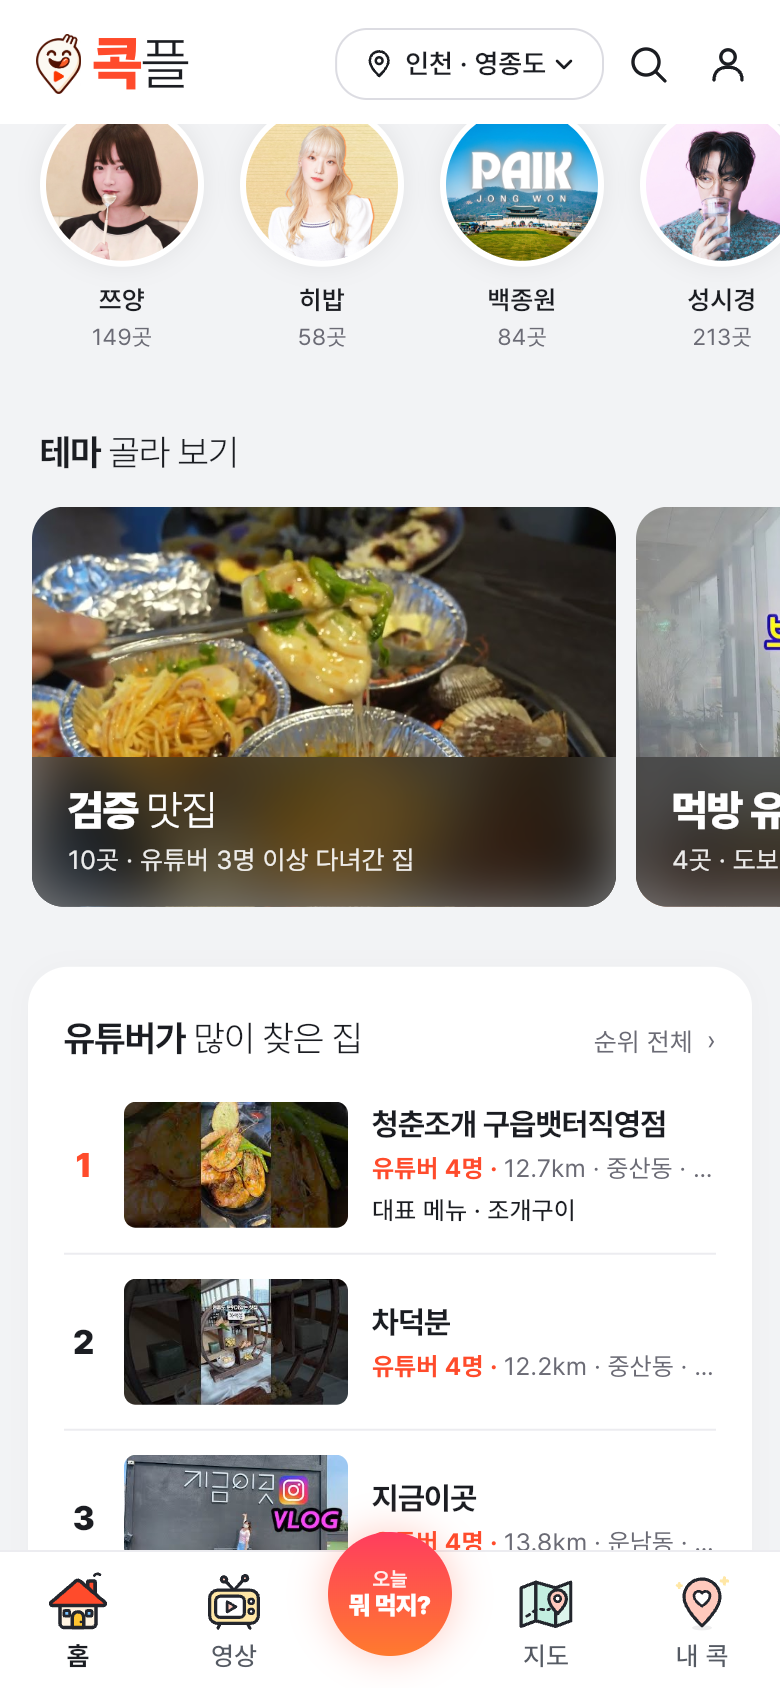 콕플
인천 · 영종도
PAIK
JONG WON
쯔양
히밥
백종원
성시경
149곳
58곳
84곳
213곳
테마 골라 보기
검증 맛집
10곳 · 유튜버 3명 이상 다녀간 집
먹방 유
4곳 · 도보
유튜버가 많이 찾은 집
순위 전체 ›
1
청춘조개 구읍뱃터직영점
유튜버 4명 · 12.7km · 중산동 · ...
대표 메뉴 · 조개구이
2
차덕분
유튜버 4명 · 12.2km · 중산동 · ...
3
지금이곳
VLOG
지금이곳
유튜버 4명 · 13.8km · 운남동 · ...
홈
영상
오늘
뭐 먹지?
지도
내 콕